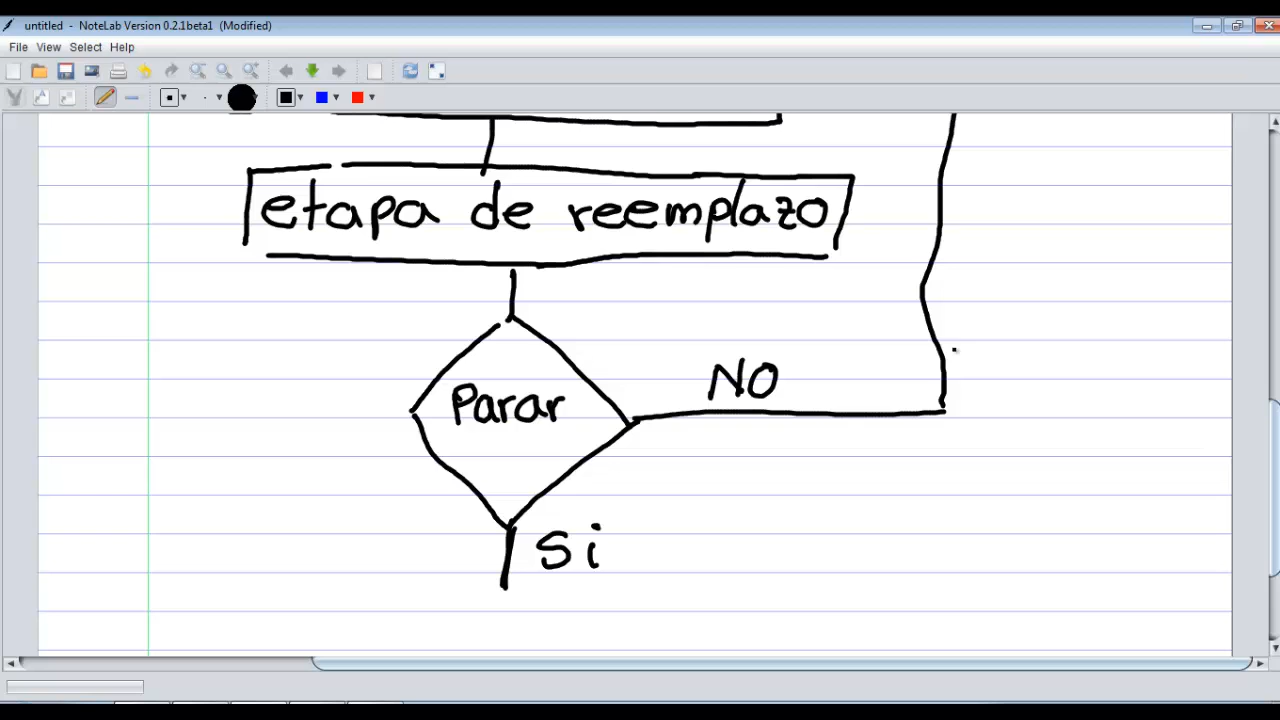 untitled - NoteLab Version 0.2.1beta1 (Modified)
File View Select Help
etapa de reemplazo
NO
Parar
Si